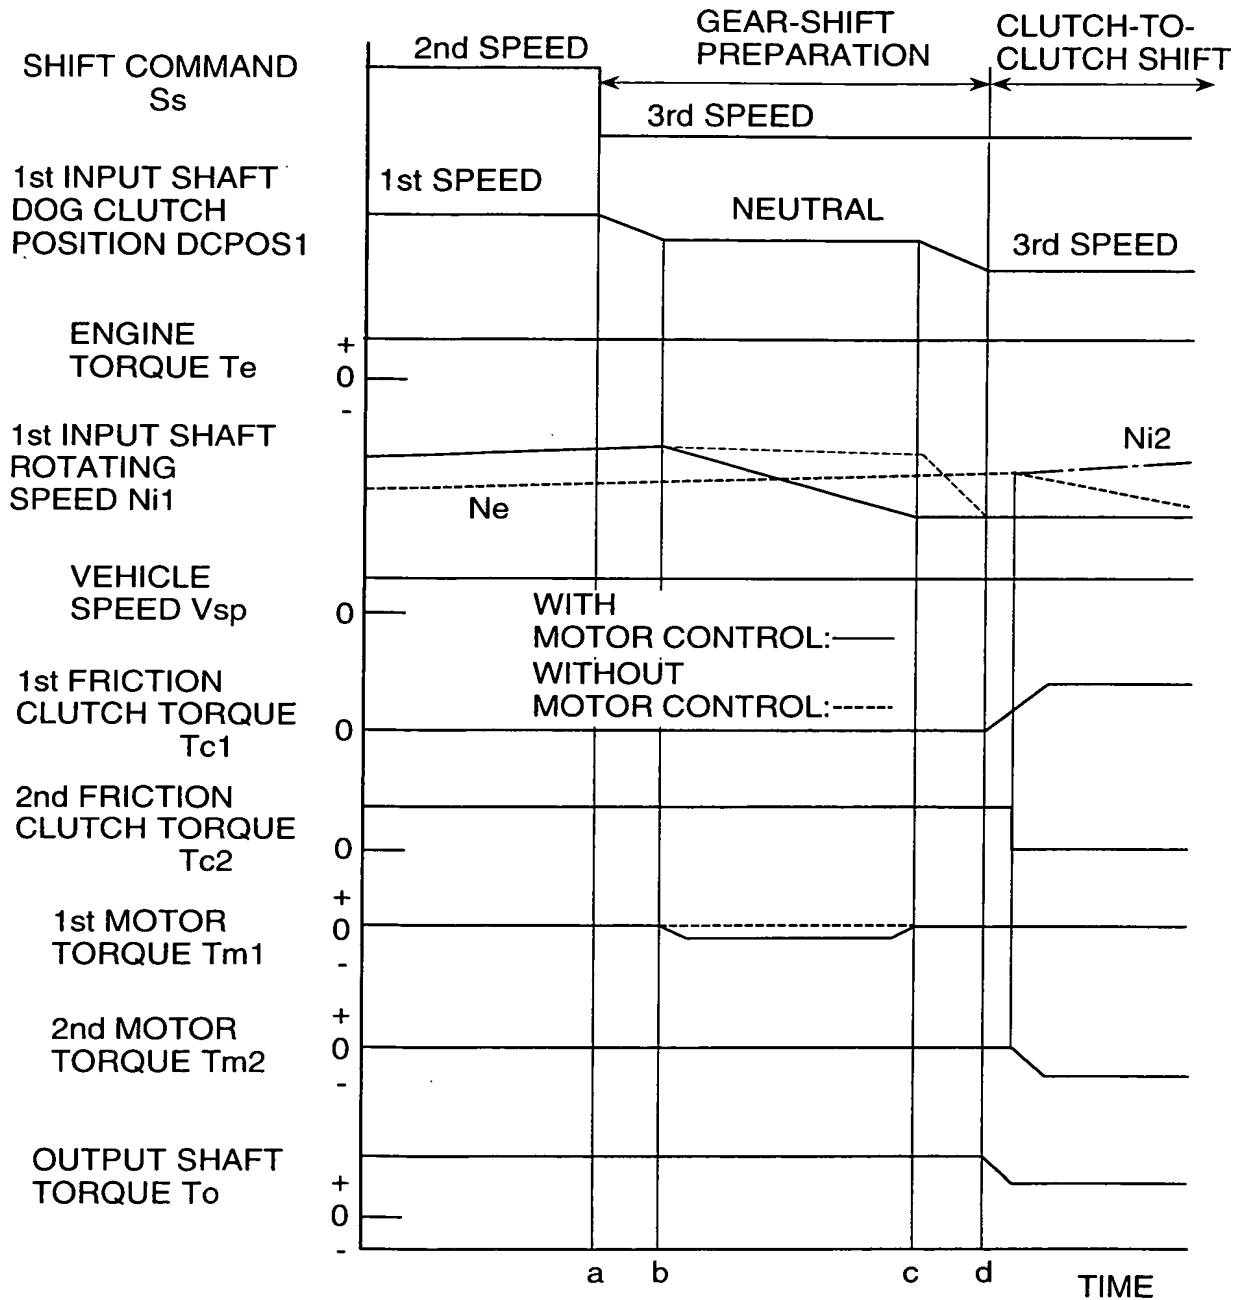 GEAR-SHIFT
PREPARATION
CLUTCH-TO-
CLUTCH SHIFT
SHIFT COMMAND
Ss
2nd SPEED
3rd SPEED
1st INPUT SHAFT
DOG CLUTCH
POSITION DCPOS1
1st SPEED
NEUTRAL
3rd SPEED
ENGINE
TORQUE Te
+
0
-
1st INPUT SHAFT
ROTATING
SPEED Ni1
Ne
Ni2
VEHICLE
SPEED Vsp
0
WITH
MOTOR CONTROL:
WITHOUT
MOTOR CONTROL:
1st FRICTION
CLUTCH TORQUE
Tc1
0
2nd FRICTION
CLUTCH TORQUE
Tc2
0
1st MOTOR
TORQUE Tm1
+
0
-
2nd MOTOR
TORQUE Tm2
+
0
-
OUTPUT SHAFT
TORQUE To
+
0
-
a b c d
TIME